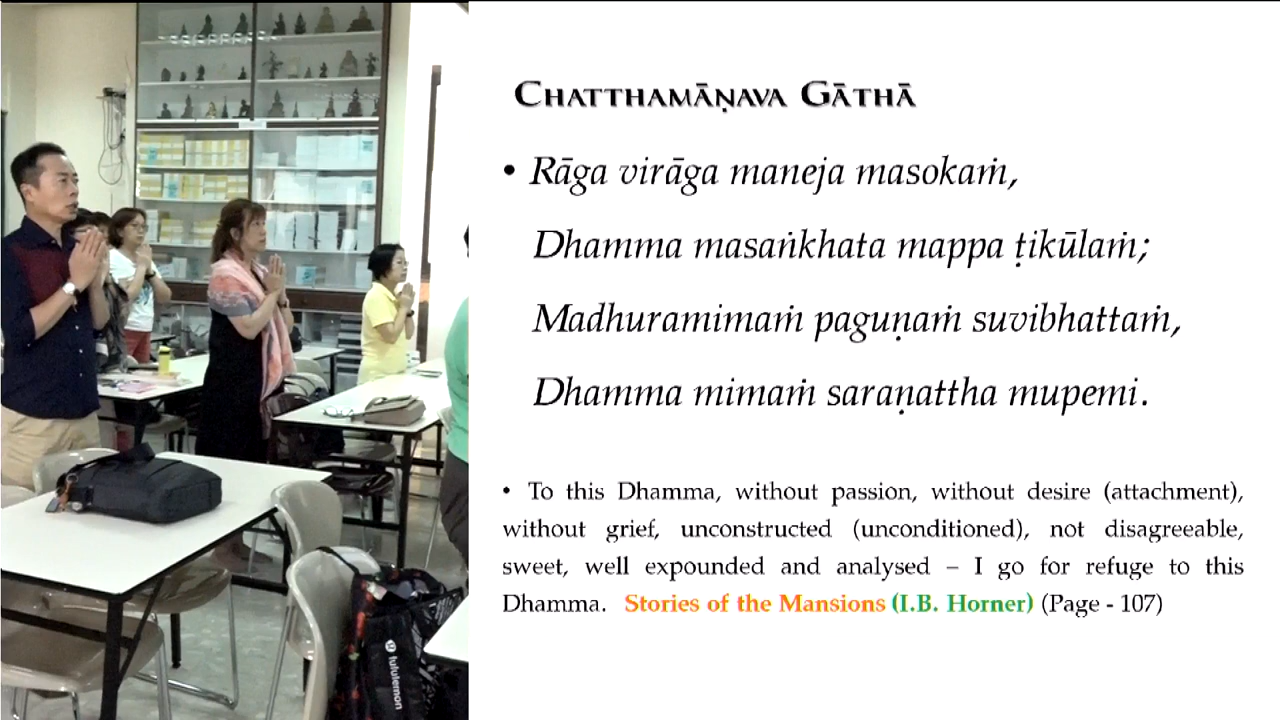 CHATTHAMĀṆAVA GĀTHĀ
• Rāga virāga maneja masokaṁ,
Dhamma masaṅkhata mappa ṭikūlaṁ;
Madhuramimaṁ paguṇaṁ suvibhattaṁ,
Dhamma mimaṁ saraṇattha mupemi.
• To this Dhamma, without passion, without desire (attachment),
without grief, unconstructed (unconditioned), not disagreeable,
sweet, well expounded and analysed – I go for refuge to this
Dhamma. Stories of the Mansions (I.B. Horner) (Page - 107)
lululemon